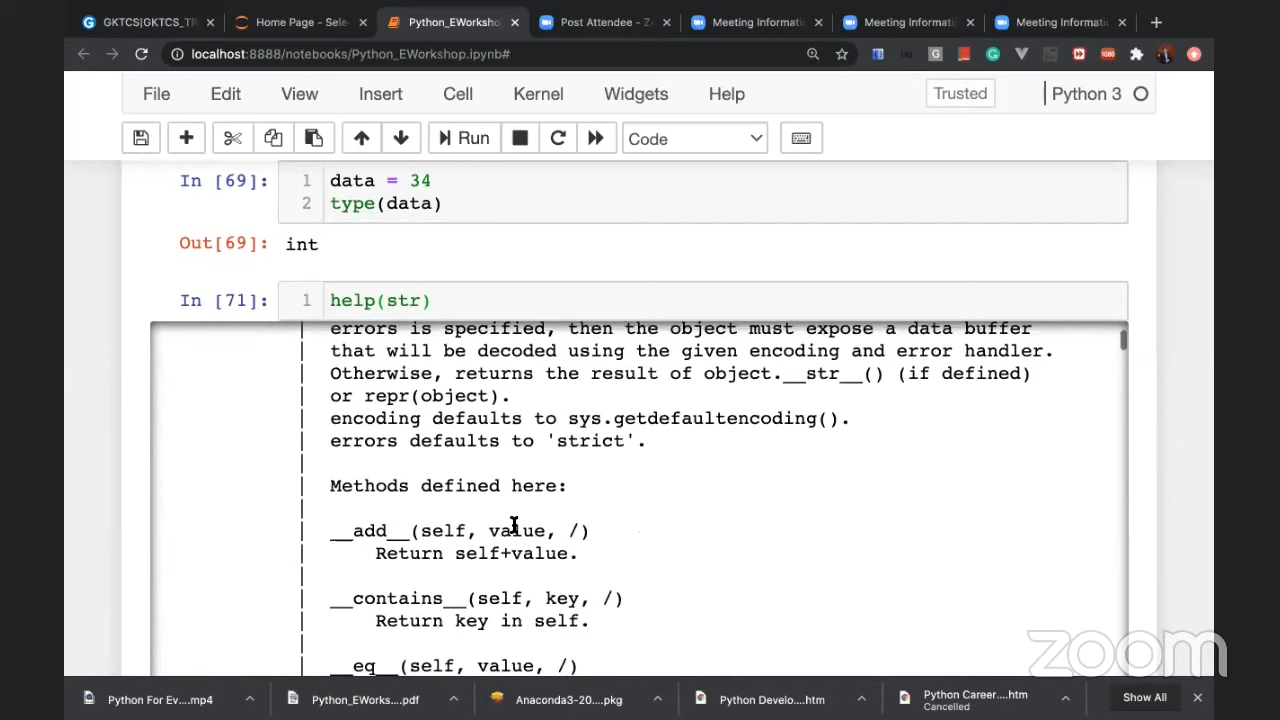 GKTCS|GKTCS_TR
Home Page - Sele
Python_EWorksho
Post Attendee - Z
Meeting Informati
Meeting Informati
Meeting Informati
localhost:8888/notebooks/Python_EWorkshop.ipynb#
File Edit View Insert Cell Kernel Widgets Help Trusted Python 3
Run Code
In [69]: 1 data = 34
2 type(data)
Out[69]: int
In [71]: 1 help(str)
errors is specified, then the object must expose a data buffer
that will be decoded using the given encoding and error handler.
Otherwise, returns the result of object.__str__() (if defined)
or repr(object).
encoding defaults to sys.getdefaultencoding().
errors defaults to 'strict'.
Methods defined here:
__add__(self, value, /)
Return self+value.
__contains__(self, key, /)
Return key in self.
__eq__(self, value, /)
zoom
Python For Ev....mp4
Python_EWorks....pdf
Anaconda3-20....pkg
Python Develo....htm
Python Career....htm
Cancelled
Show All